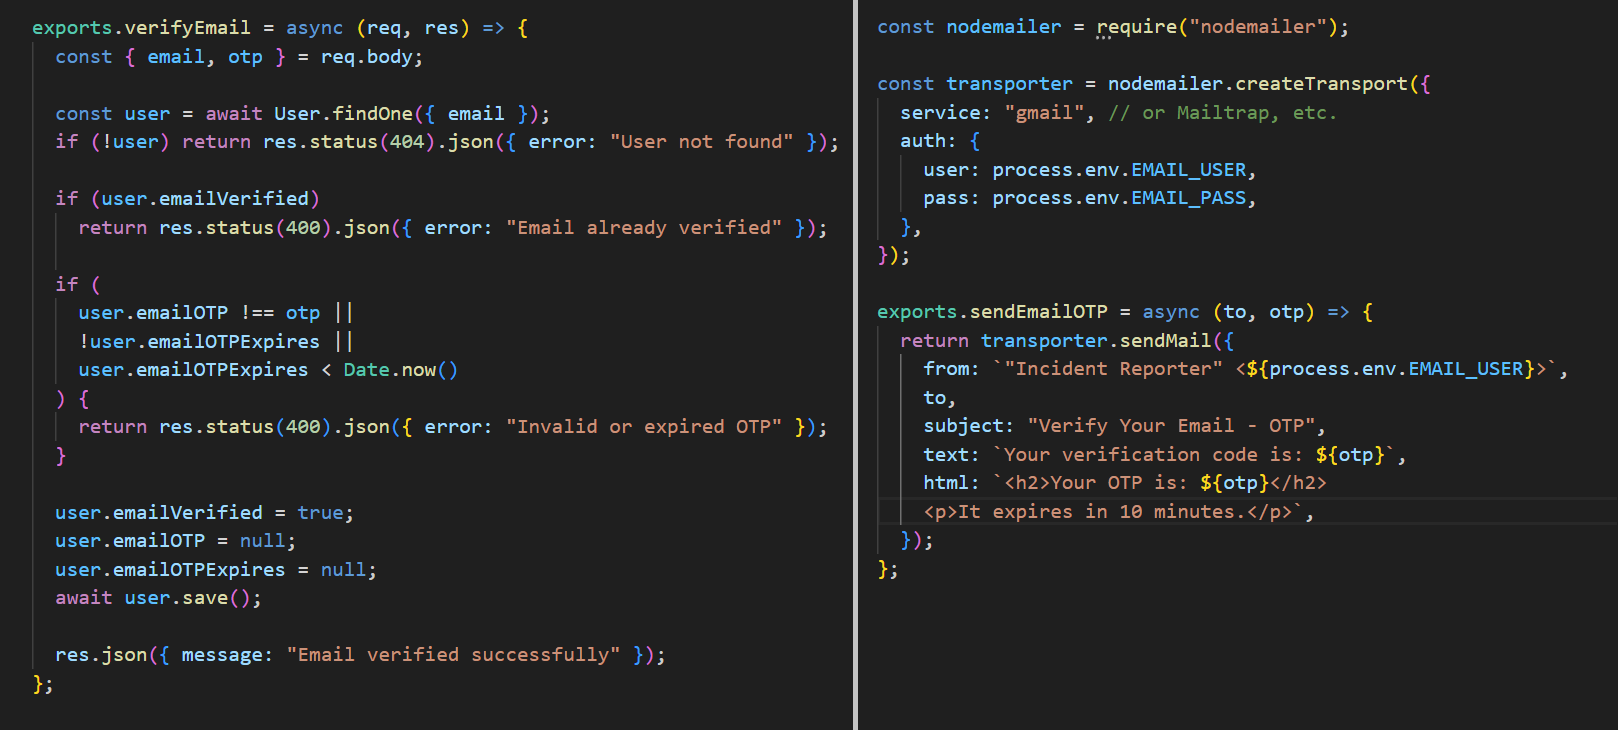 exports.verifyEmail = async (req, res) => {
const { email, otp } = req.body;
const user = await User.findOne({ email });
if (!user) return res.status(404).json({ error: "User not found" });
if (user.emailVerified)
return res.status(400).json({ error: "Email already verified" });
if (
user.emailOTP !== otp ||
!user.emailOTPExpires ||
user.emailOTPExpires < Date.now()
) {
return res.status(400).json({ error: "Invalid or expired OTP" });
}
user.emailVerified = true;
user.emailOTP = null;
user.emailOTPExpires = null;
await user.save();
res.json({ message: "Email verified successfully" });
};
const nodemailer = require("nodemailer");
const transporter = nodemailer.createTransport({
service: "gmail", // or Mailtrap, etc.
auth: {
user: process.env.EMAIL_USER,
pass: process.env.EMAIL_PASS,
},
});
exports.sendEmailOTP = async (to, otp) => {
return transporter.sendMail({
from: `"Incident Reporter" <${process.env.EMAIL_USER}>`,
to,
subject: "Verify Your Email - OTP",
text: `Your verification code is: ${otp}`,
html: `<h2>Your OTP is: ${otp}</h2>
<p>It expires in 10 minutes.</p>`,
});
};